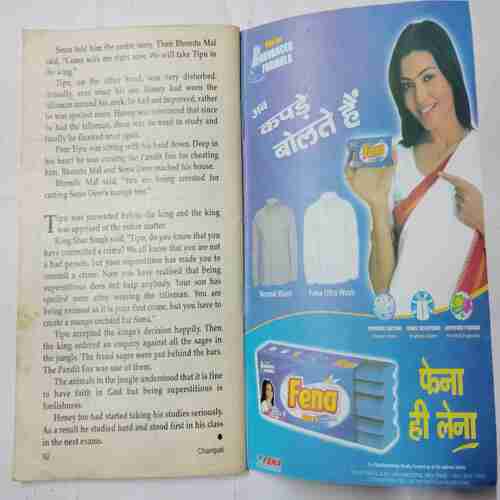 Sona told him the entire story. Then Bhondu Mal
said, "Come with me right now. We will take Tipu to
the king."
Tipu, on the other hand, was very disturbed.
Actually, ever since his son Honey had worn the
talisman around his neck, he had not improved, rather
he was spoilt more. Honey was convinced that since
he had the talisman, there was no need to study and
finally he flunked once again.
Poor Tipu was sitting with his head down. Deep in
his heart he was cursing the Pandit fox for cheating
him. Bhondu Mal and Sona Deer reached his house.
Bhondu Mal said, "You are being arrested for
cutting Sona Deer's mango tree."
Tipu was presented before the king and the king
was apprised of the entire matter.
King Sher Singh said, "Tipu, do you know that you
have committed a crime? We all know that you are not
a bad person, but your superstition has made you to
commit a crime. Now you have realised that being
superstitious does not help anybody. Your son has
spoiled more after wearing the talisman. You are
being excused as it is your first crime, but you have to
create a mango orchard for Sona."
Tipu accepted the king's decision happily. Then
the king ordered an enquiry against all the sages in
the jungle. The fraud sages were put behind the bars.
The Pandit Fox was one of them.
The animals in the jungle understood that it is fine
to have faith in God but being superstitious is
foolishness.
Honey too had started taking his studies seriously.
As a result he studied hard and stood first in his class
in the next exams.
Champak
ADVANCED
FORMULA
अब
कपड़े
बोलते हैं
Fena
Normal Wash
Fena Ultra Wash
Fena
फेना
ही लेना
FENA